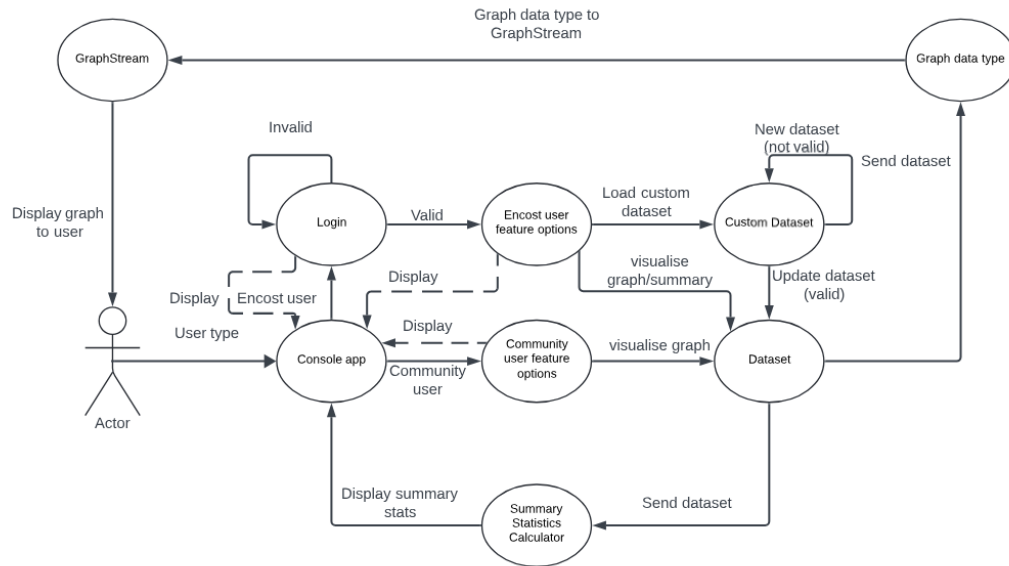 Graph data type to
GraphStream
GraphStream
Graph data type
Invalid
New dataset
(not valid)
Send dataset
Display graph
to user
Login
Valid
Encost user
feature options
Load custom
dataset
Custom Dataset
Display
Encost user
Display
visualise
graph/summary
Update dataset
(valid)
User type
Console app
Display
Community
user
Community
user feature
options
visualise graph
Dataset
Actor
Display summary
stats
Summary
Statistics
Calculator
Send dataset